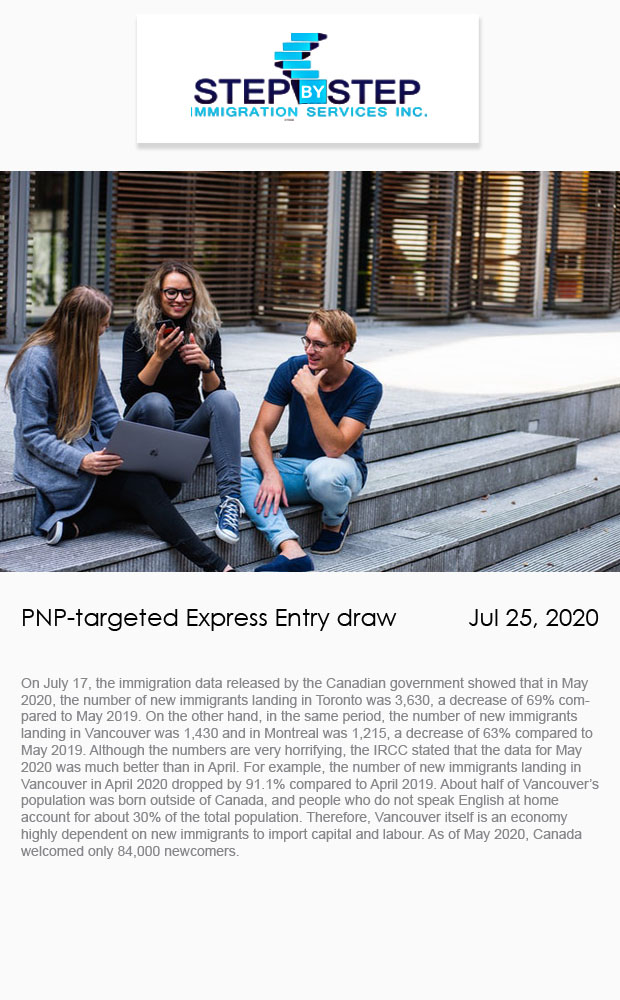 STEP BY STEP
IMMIGRATION SERVICES INC.
PNP-targeted Express Entry draw Jul 25, 2020
On July 17, the immigration data released by the Canadian government showed that in May
2020, the number of new immigrants landing in Toronto was 3,630, a decrease of 69% com-
pared to May 2019. On the other hand, in the same period, the number of new immigrants
landing in Vancouver was 1,430 and in Montreal was 1,215, a decrease of 63% compared to
May 2019. Although the numbers are very horrifying, the IRCC stated that the data for May
2020 was much better than in April. For example, the number of new immigrants landing in
Vancouver in April 2020 dropped by 91.1% compared to April 2019. About half of Vancouver’s
population was born outside of Canada, and people who do not speak English at home
account for about 30% of the total population. Therefore, Vancouver itself is an economy
highly dependent on new immigrants to import capital and labour. As of May 2020, Canada
welcomed only 84,000 newcomers.